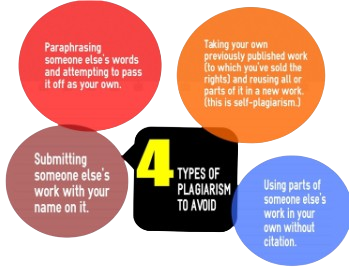 Paraphrasing
someone else's words
and attempting to pass
it off as your own.
Taking your own
previously published work
(to which you've sold the
rights) and reusing all or
parts of it in a new work.
(this is self-plagiarism.)
Submitting
someone else's
work with your
name on it.
4 TYPES OF
PLAGIARISM
TO AVOID
Using parts of
someone else's
work in your
own without
citation.